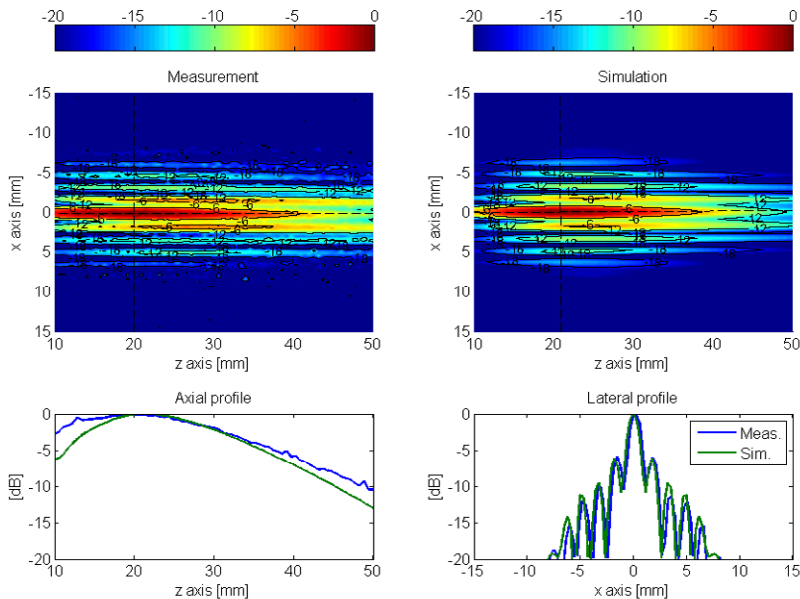 -20 -15 -10 -5 0
-20 -15 -10 -5 0
Measurement
Simulation
-15
-10
-5
0
5
10
15
x axis [mm]
10 20 30 40 50
z axis [mm]
-15
-10
-5
0
5
10
15
x axis [mm]
10 20 30 40 50
z axis [mm]
Axial profile
0
-5
-10
-15
-20
[dB]
10 20 30 40 50
z axis [mm]
Lateral profile
0
-5
-10
-15
-20
[dB]
Meas.
Sim.
-15 -10 -5 0 5 10 15
x axis [mm]